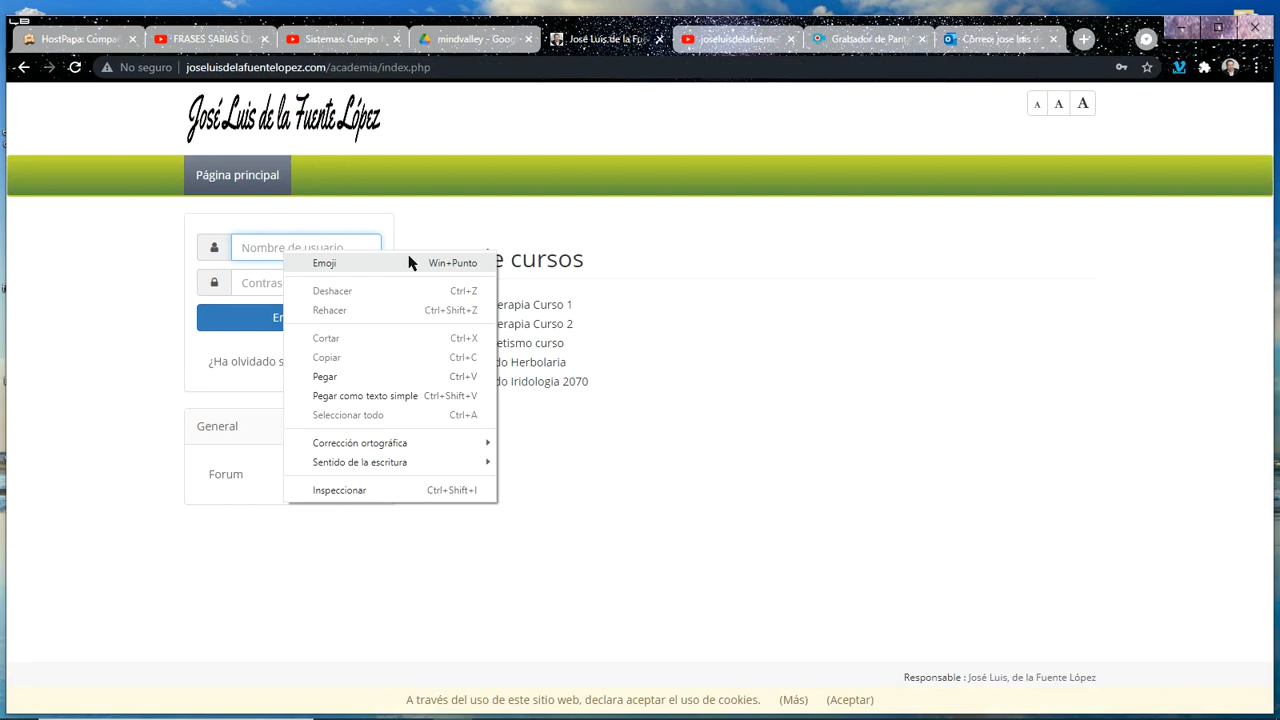 HostPapa: Compa
FRASES SABIAS Q
Sistemas: Cuerpo
mindvalley - Goog
José Luis de la Fu
joseluisdelafuente
Grabador de Pant
Correo: jose luis de
No seguro
joseluisdelafuentelopez.com/academia/index.php
José Luis de la Fuente López
A A A
Página principal
Nombre de usuario
Contras
¿Ha olvidado s
General
Forum
Emoji Win+Punto
Deshacer Ctrl+Z
Rehacer Ctrl+Shift+Z
Cortar Ctrl+X
Copiar Ctrl+C
Pegar Ctrl+V
Pegar como texto simple Ctrl+Shift+V
Seleccionar todo Ctrl+A
Corrección ortográfica
Sentido de la escritura
Inspeccionar Ctrl+Shift+I
e cursos
erapia Curso 1
erapia Curso 2
etismo curso
do Herbolaria
do Iridologia 2070
Responsable : José Luis, de la Fuente López
A través del uso de este sitio web, declara aceptar el uso de cookies. (Más) (Aceptar)